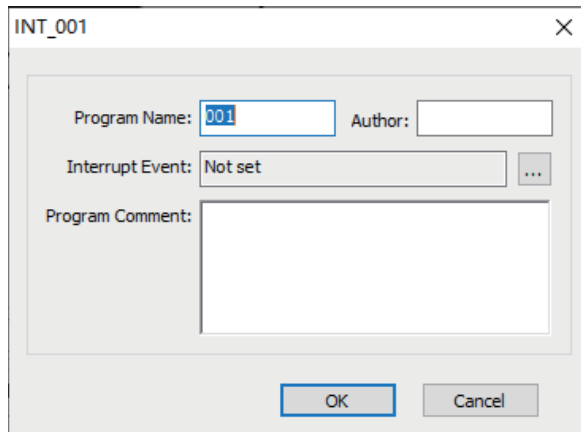 INT_001
Program Name: 001 Author:
Interrupt Event: Not set ...
Program Comment:
OK Cancel